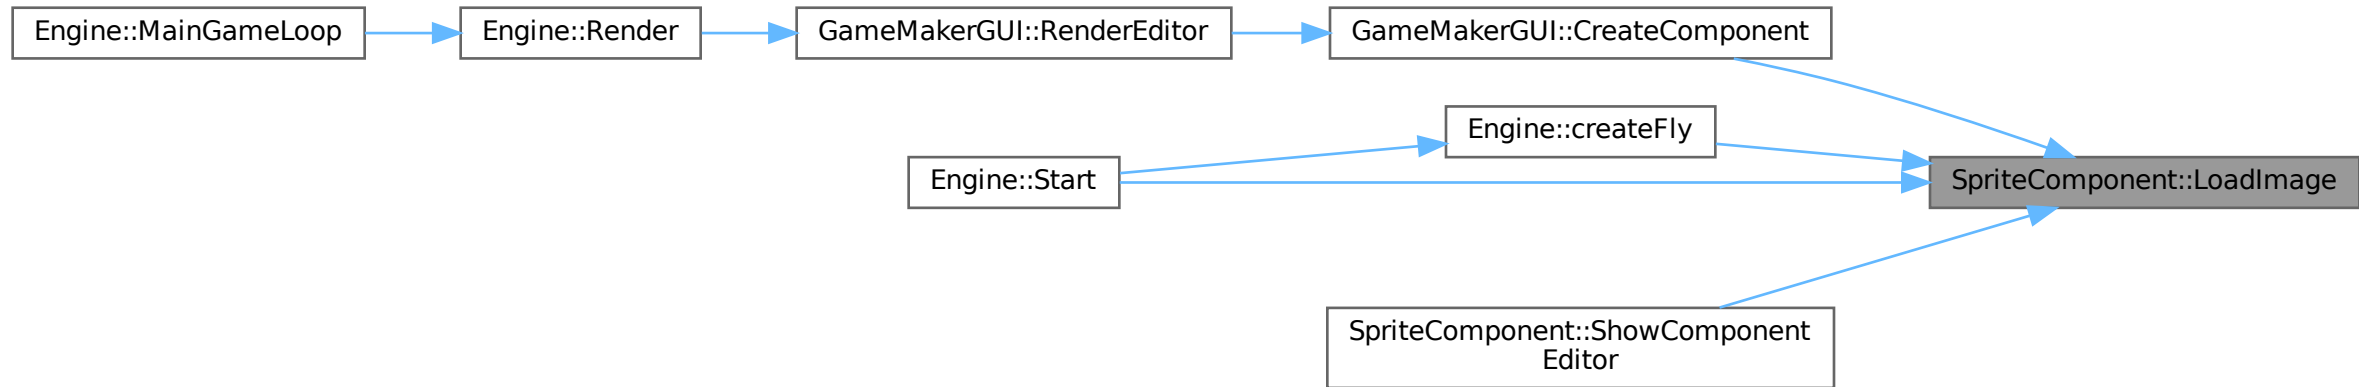 Engine::MainGameLoop
Engine::Render
GameMakerGUI::RenderEditor
GameMakerGUI::CreateComponent
Engine::createFly
Engine::Start
SpriteComponent::LoadImage
SpriteComponent::ShowComponent
Editor